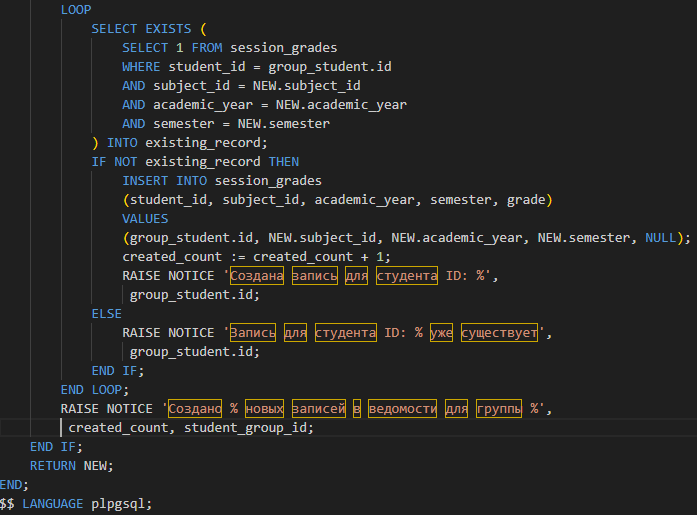 LOOP
SELECT EXISTS (
SELECT 1 FROM session_grades
WHERE student_id = group_student.id
AND subject_id = NEW.subject_id
AND academic_year = NEW.academic_year
AND semester = NEW.semester
) INTO existing_record;
IF NOT existing_record THEN
INSERT INTO session_grades
(student_id, subject_id, academic_year, semester, grade)
VALUES
(group_student.id, NEW.subject_id, NEW.academic_year, NEW.semester, NULL);
created_count := created_count + 1;
RAISE NOTICE 'Создана запись для студента ID: %',
group_student.id;
ELSE
RAISE NOTICE 'Запись для студента ID: % уже существует',
group_student.id;
END IF;
END LOOP;
RAISE NOTICE 'Создано % новых записей в ведомости для группы %',
created_count, student_group_id;
END IF;
RETURN NEW;
END;
$$ LANGUAGE plpgsql;